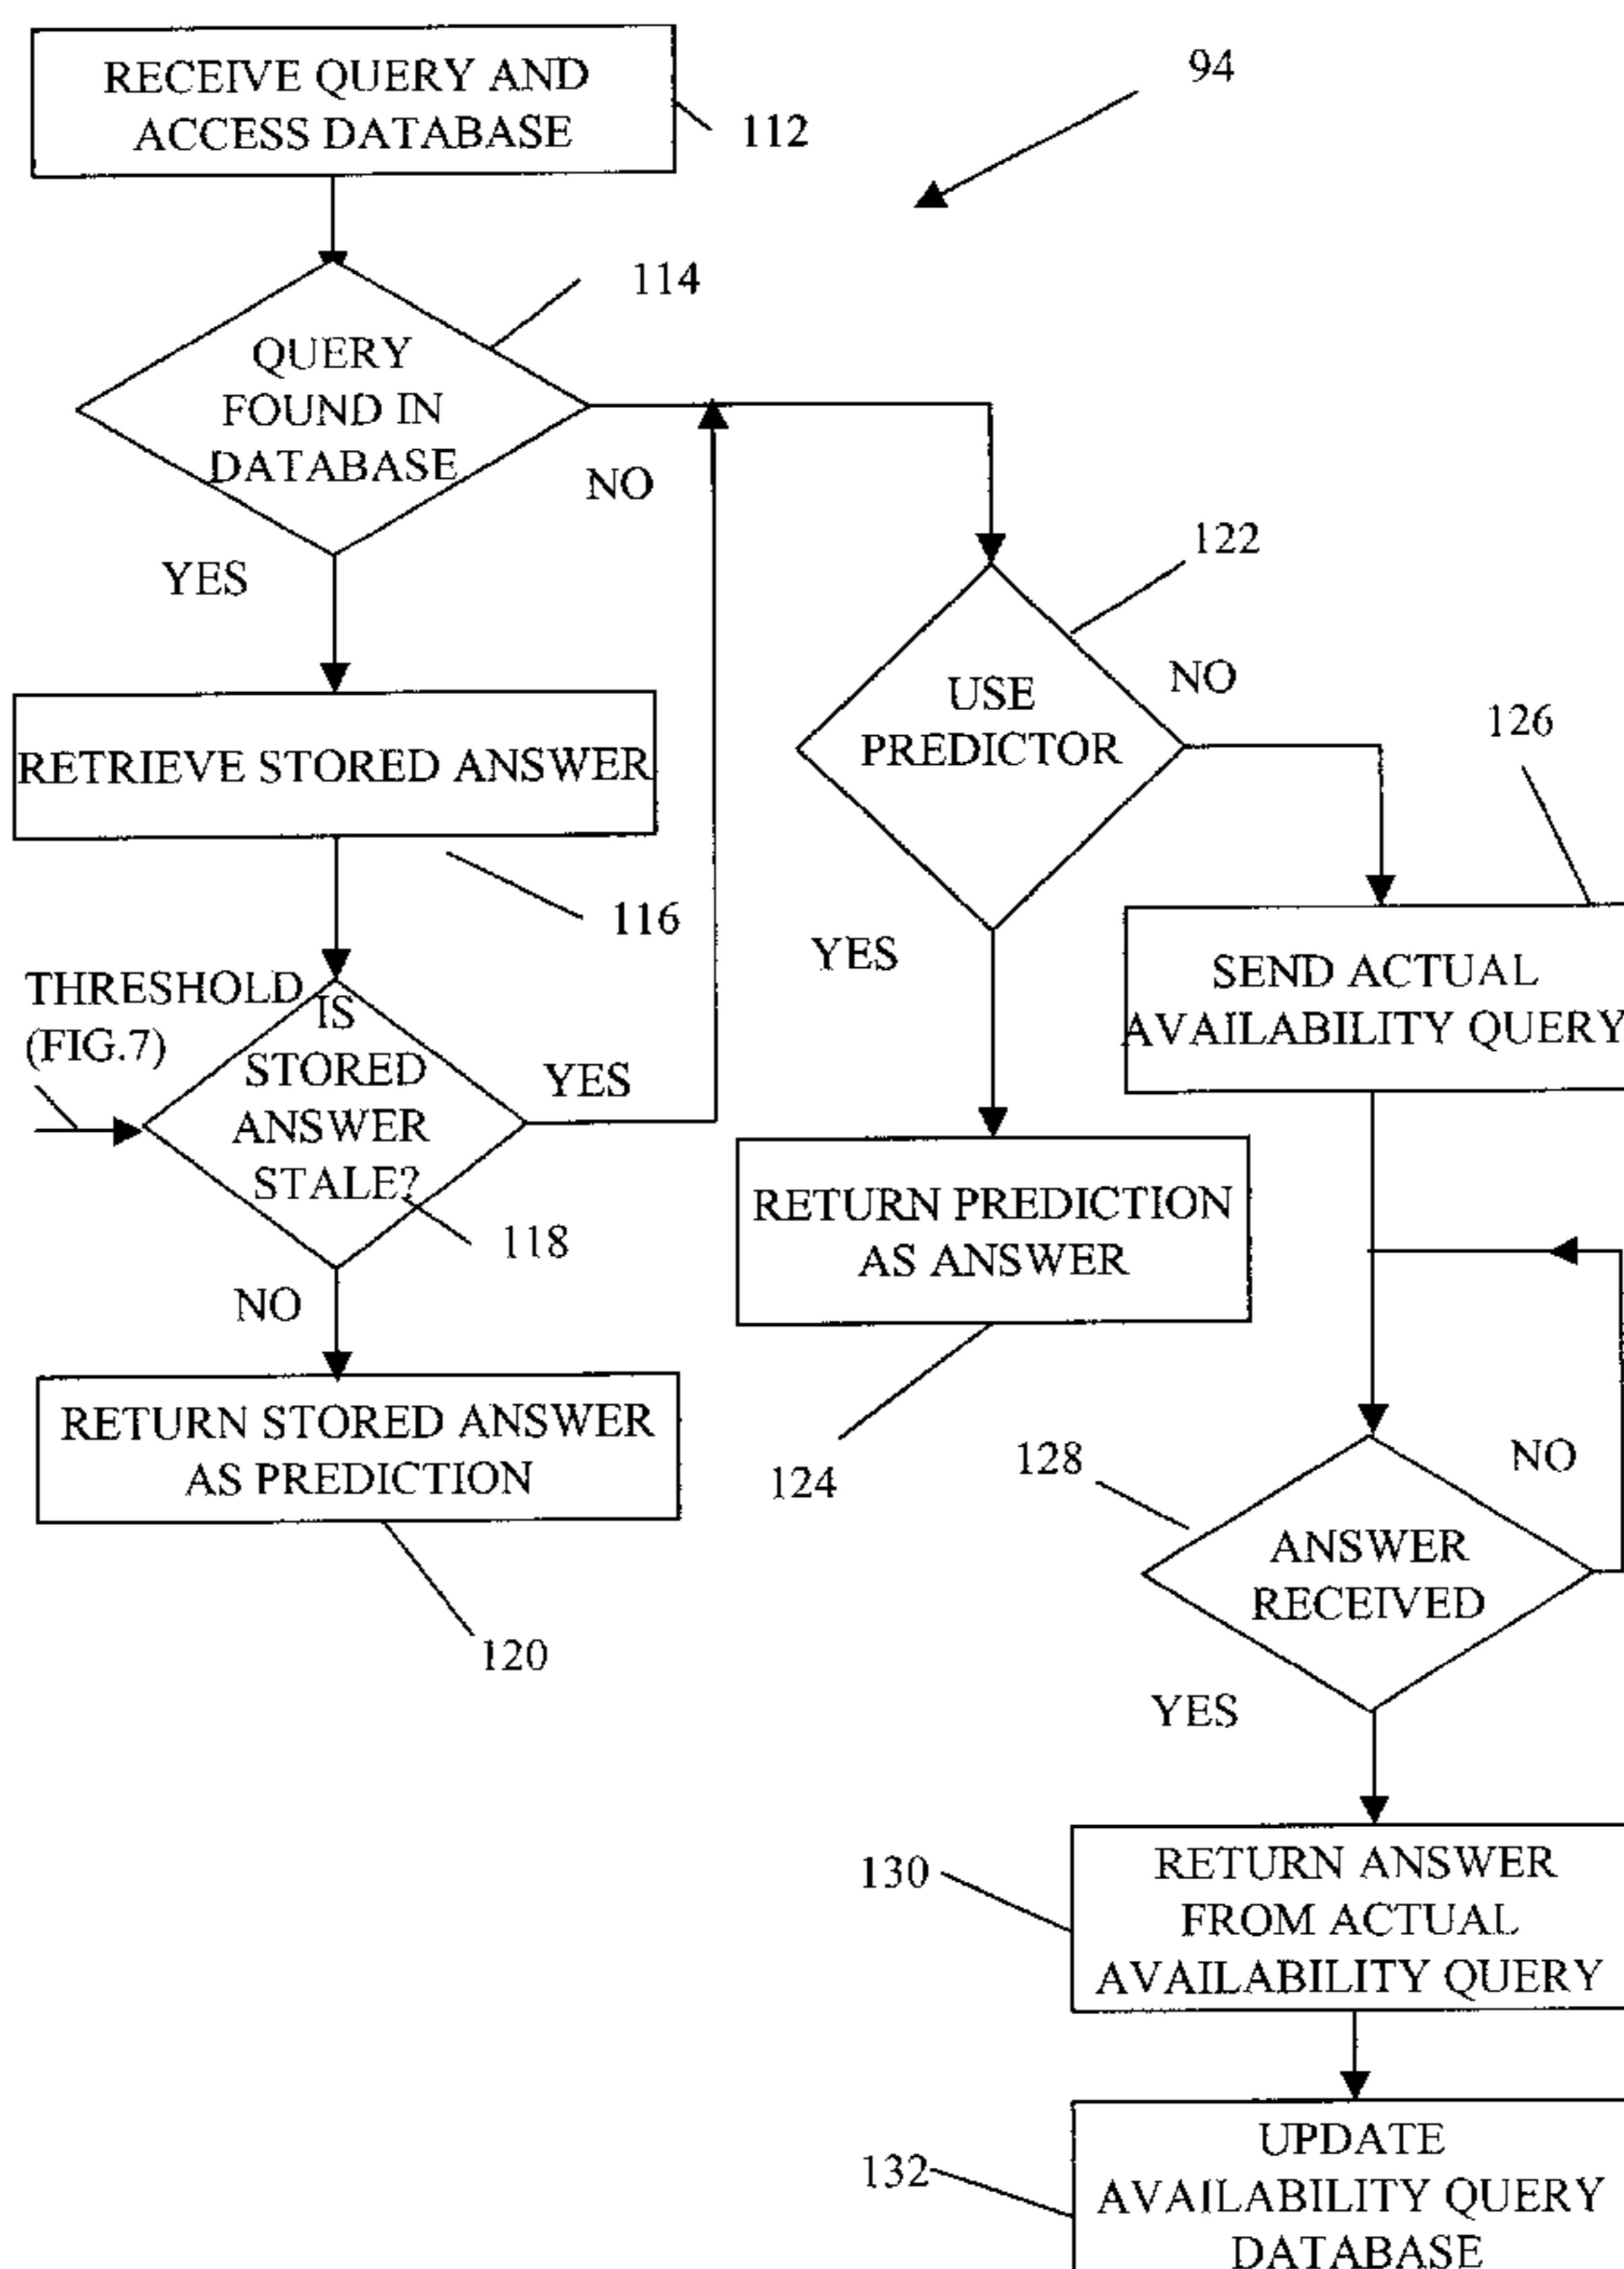 RECEIVE QUERY AND
ACCESS DATABASE
112
94
114
QUERY
FOUND IN
DATABASE
NO
YES
RETRIEVE STORED ANSWER
116
THRESHOLD
(FIG.7)
IS
STORED
ANSWER
STALE?
YES
118
NO
RETURN STORED ANSWER
AS PREDICTION
120
122
USE
PREDICTOR
NO
YES
RETURN PREDICTION
AS ANSWER
124
126
SEND ACTUAL
AVAILABILITY QUERY
128
ANSWER
RECEIVED
NO
YES
130
RETURN ANSWER
FROM ACTUAL
AVAILABILITY QUERY
132
UPDATE
AVAILABILITY QUERY
DATABASE